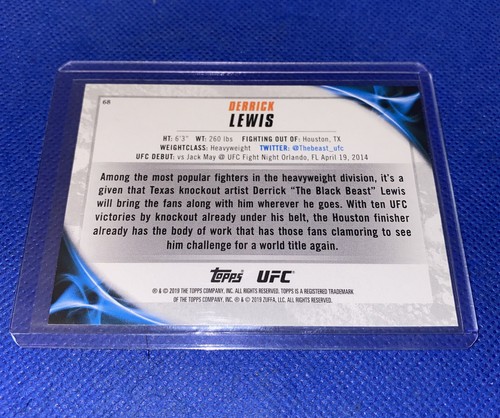 68
DERRICK
LEWIS
HT: 6'3" WT: 260 lbs FIGHTING OUT OF: Houston, TX
WEIGHTCLASS: Heavyweight TWITTER: @Thebeast_ufc
UFC DEBUT: vs Jack May @ UFC Fight Night Orlando, FL April 19, 2014
Among the most popular fighters in the heavyweight division, it's a
given that Texas knockout artist Derrick "The Black Beast" Lewis
will bring the fans along with him wherever he goes. With ten UFC
victories by knockout already under his belt, the Houston finisher
already has the body of work that has those fans clamoring to see
him challenge for a world title again.
Topps UFC
® & © 2019 THE TOPPS COMPANY, INC. ALL RIGHTS RESERVED. TOPPS IS A REGISTERED TRADEMARK
OF THE TOPPS COMPANY, INC. ® & © 2019 ZUFFA, LLC. ALL RIGHTS RESERVED.